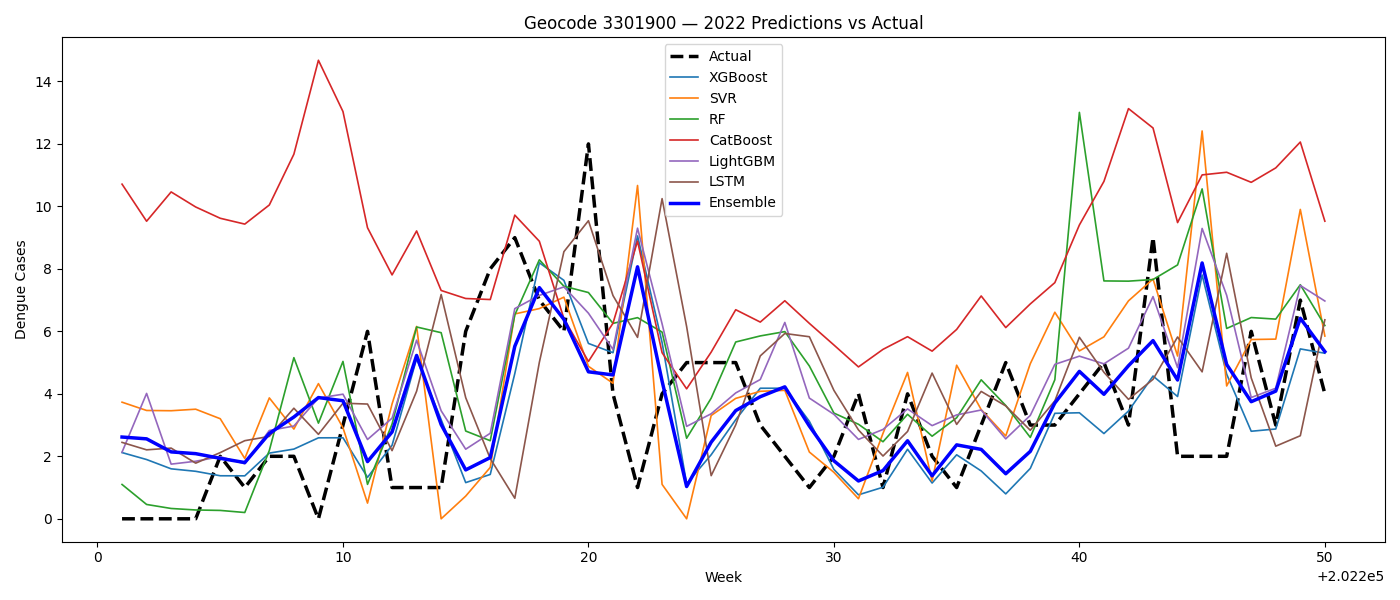 Geocode 3301900 — 2022 Predictions vs Actual
Actual
XGBoost
SVR
RF
CatBoost
LightGBM
LSTM
Ensemble
Dengue Cases
14
12
10
8
6
4
2
0
0 10 20 30 40 50
+2.022e5
Week